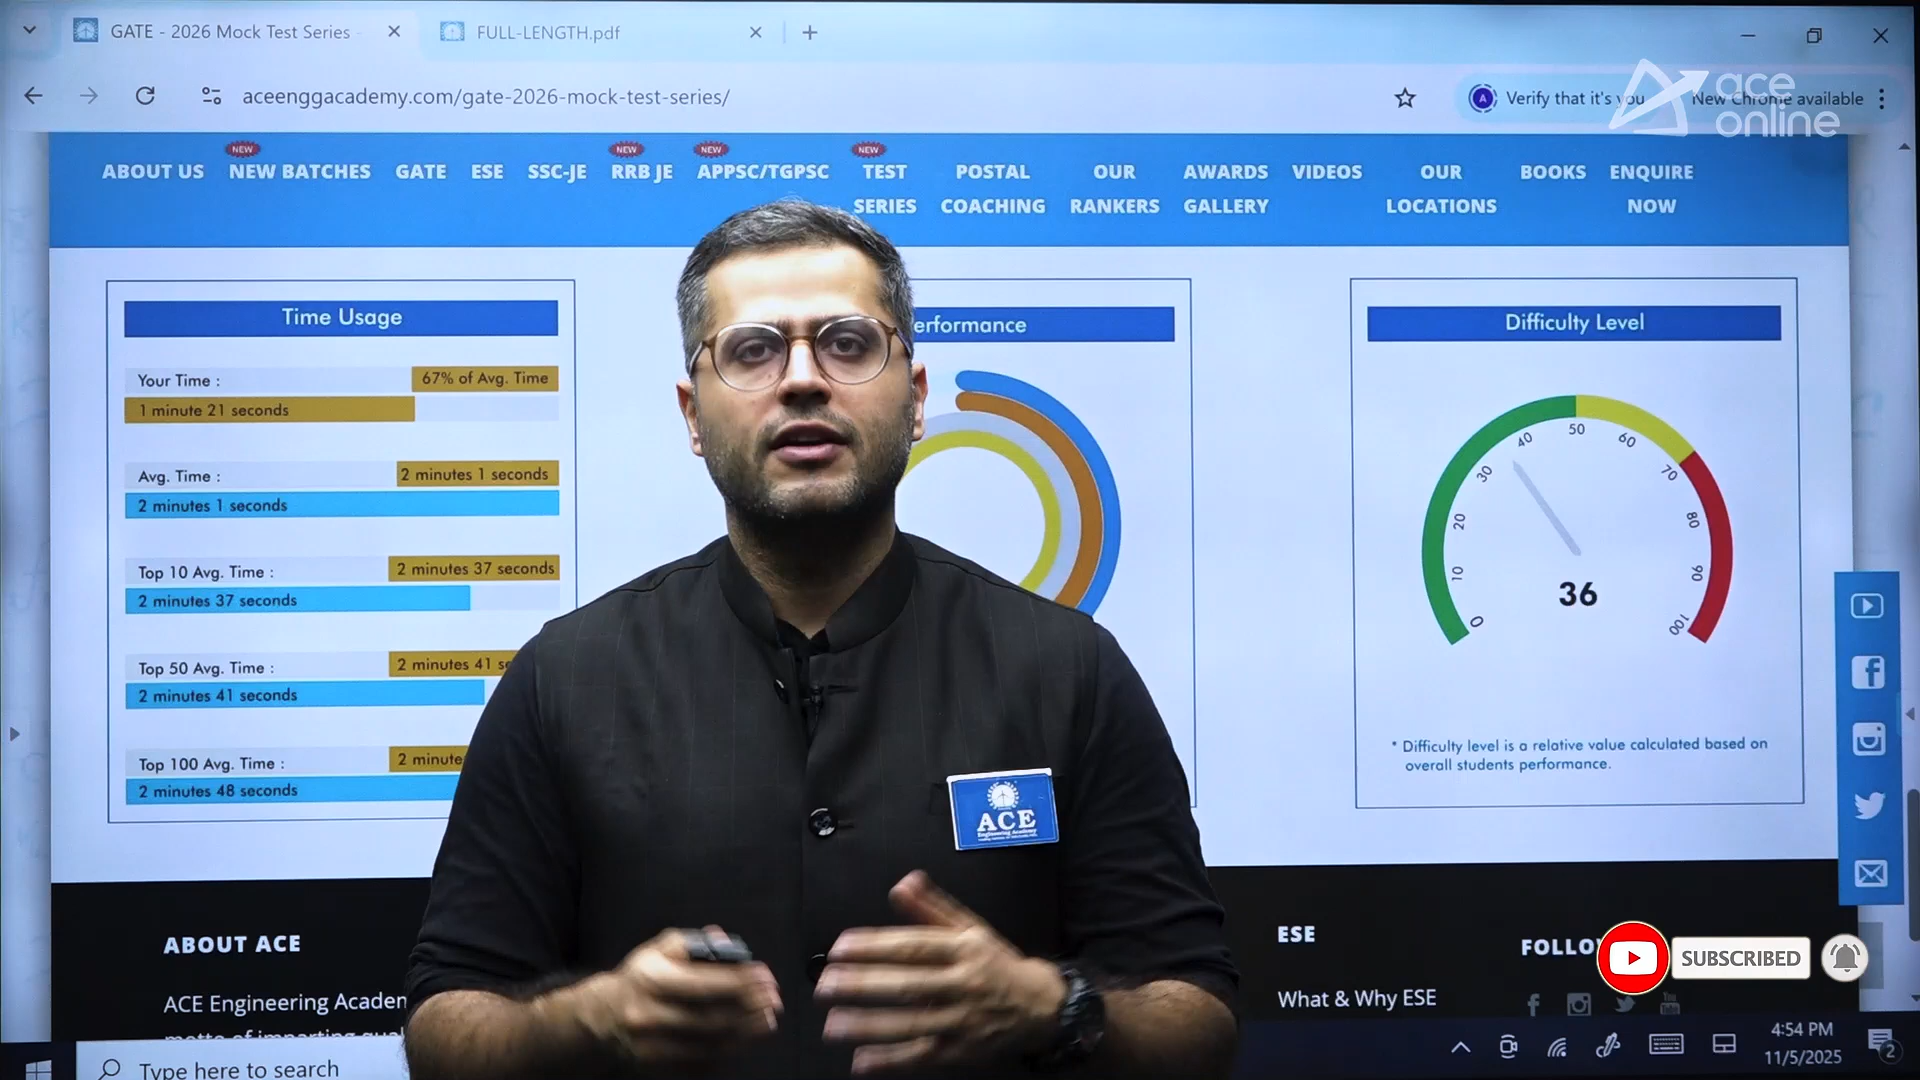 GATE - 2026 Mock Test Series
FULL-LENGTH.pdf
aceenggacademy.com/gate-2026-mock-test-series/
A
Verify that it's you
New Chrome available
ace
online
ABOUT US
NEW
NEW BATCHES
GATE
ESE
SSC-JE
NEW
RRB JE
NEW
APPSC/TGPSC
NEW
TEST
SERIES
POSTAL
COACHING
OUR
RANKERS
AWARDS
GALLERY
VIDEOS
OUR
LOCATIONS
BOOKS
ENQUIRE
NOW
Time Usage
Your Time :
67% of Avg. Time
1 minute 21 seconds
Avg. Time :
2 minutes 1 seconds
2 minutes 1 seconds
Top 10 Avg. Time :
2 minutes 37 seconds
2 minutes 37 seconds
Top 50 Avg. Time :
2 minutes 41 se
2 minutes 41 seconds
Top 100 Avg. Time :
2 minute
2 minutes 48 seconds
erformance
Difficulty Level
0
10
20
30
40
50
60
70
80
90
100
36
* Difficulty level is a relative value calculated based on
overall students performance.
ACE
Engineering Academy
ABOUT ACE
ACE Engineering Academ
ESE
What & Why ESE
FOLLO
SUBSCRIBED
Type here to search
4:54 PM
11/5/2025
2